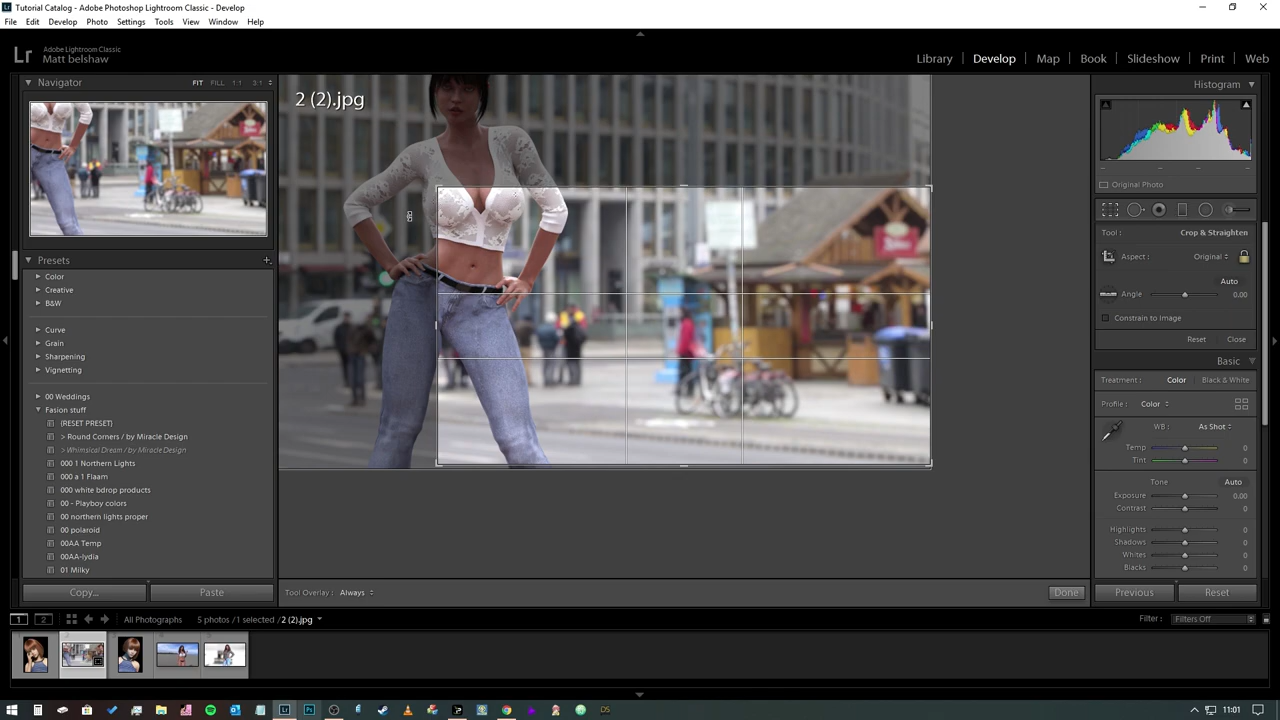 Tutorial Catalog - Adobe Photoshop Lightroom Classic - Develop
File Edit Develop Photo Settings Tools View Window Help
Lr Adobe Lightroom Classic
Matt belshaw
Library | Develop | Map | Book | Slideshow | Print | Web
Navigator FIT FILL 1:1 3:1
2 (2).jpg
Histogram
Original Photo
Tool : Crop & Straighten
Aspect : Original
Auto
Angle 0.00
Constrain to Image
Reset Close
Basic
Treatment : Color Black & White
Profile : Color
WB : As Shot
Temp 0
Tint 0
Tone Auto
Exposure 0.00
Contrast 0
Highlights 0
Shadows 0
Whites 0
Blacks 0
Presets
Color
Creative
B&W
Curve
Grain
Sharpening
Vignetting
00 Weddings
Fasion stuff
{RESET PRESET}
> Round Corners / by Miracle Design
> Whimsical Dream / by Miracle Design
000 1 Northern Lights
000 a 1 Flaam
000 white bdrop products
00 - Playboy colors
00 northern lights proper
00 polaroid
00AA Temp
00AA-lydia
01 Milky
Copy... Paste
Tool Overlay : Always
Done
Previous Reset
1 2 All Photographs 5 photos /1 selected /2 (2).jpg
Filter : Filters Off
Lr Ps DS 11:01